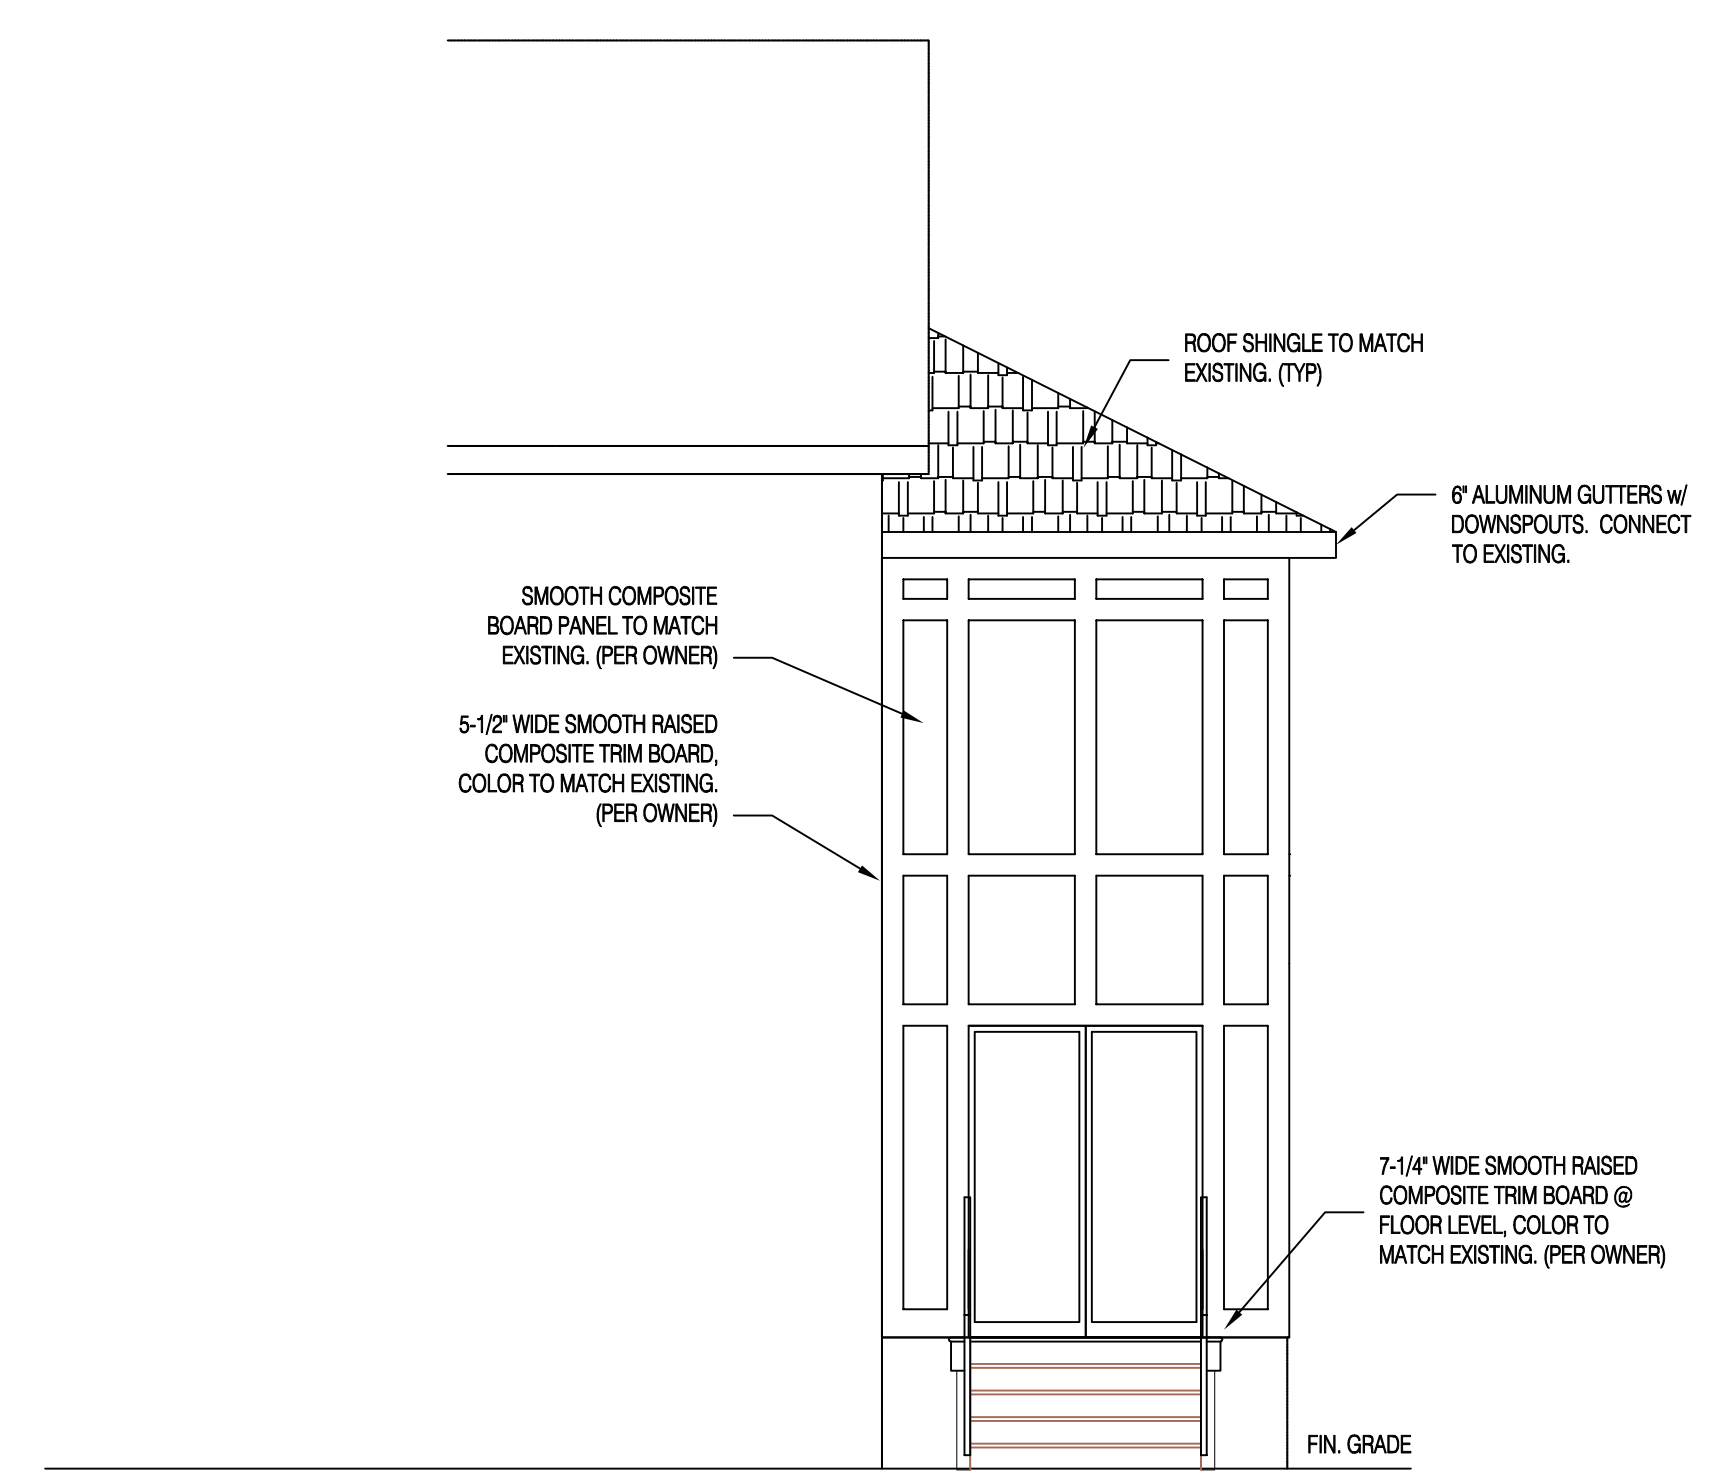 ROOF SHINGLE TO MATCH
EXISTING. (TYP)
6" ALUMINUM GUTTERS w/
DOWNSPOUTS. CONNECT
TO EXISTING.
SMOOTH COMPOSITE
BOARD PANEL TO MATCH
EXISTING. (PER OWNER)
5-1/2" WIDE SMOOTH RAISED
COMPOSITE TRIM BOARD,
COLOR TO MATCH EXISTING.
(PER OWNER)
7-1/4" WIDE SMOOTH RAISED
COMPOSITE TRIM BOARD @
FLOOR LEVEL, COLOR TO
MATCH EXISTING. (PER OWNER)
FIN. GRADE